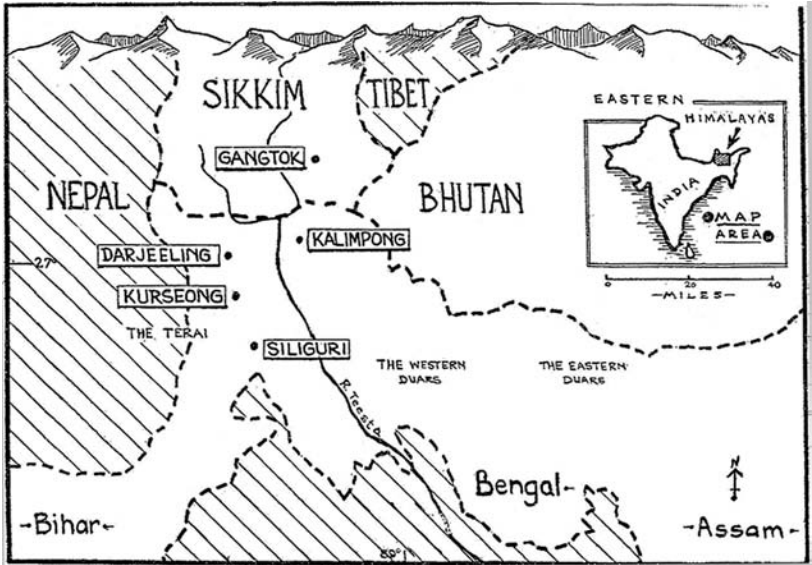 SIKKIM
TIBET
EASTERN
HIMALAYAS
GANGTOK
NEPAL
BHUTAN
INDIA
MAP
AREA
KALIMPONG
DARJEELING
27°
0 20 40
-MILES-
KURSEONG
THE TERAI
SILIGURI
THE WESTERN
DUARS
THE EASTERN
DUARS
R. Teesta
N
Bengal-
-Bihar-
-Assam-